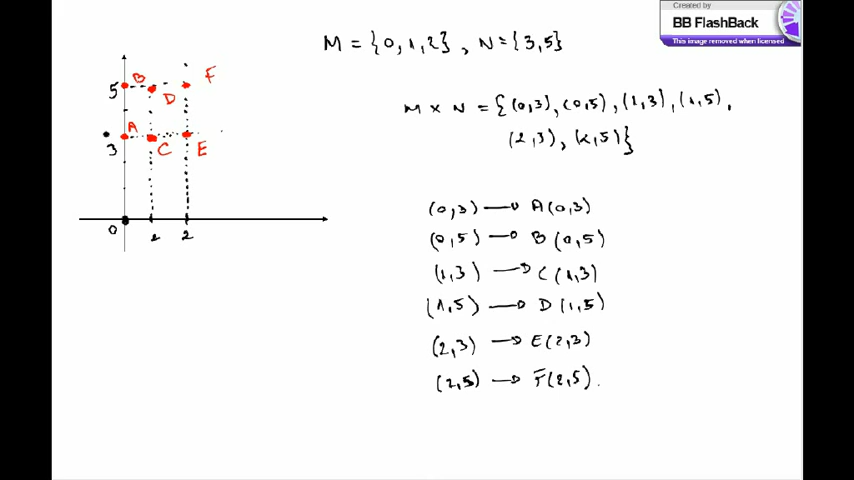 Created by
BB FlashBack
This image removed when licensed
M = {0,1,2} , N = {3,5}
M × N = {(0,3), (0,5), (1,3), (1,5),
(2,3), (2,5)}
5 B D F
3 A C E
0 1 2
(0,3) → A(0,3)
(0,5) → B(0,5)
(1,3) → C(1,3)
(1,5) → D(1,5)
(2,3) → E(2,3)
(2,5) → F(2,5).